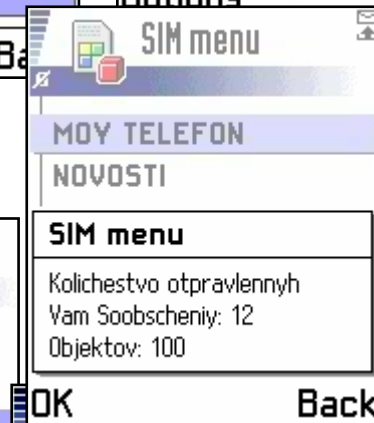 SIM menu
MOY TELEFON
NOVOSTI
SIM menu
Kolichestvo otpravlennyh
Vam Soobscheniy: 12
Objektov: 100
OK Back